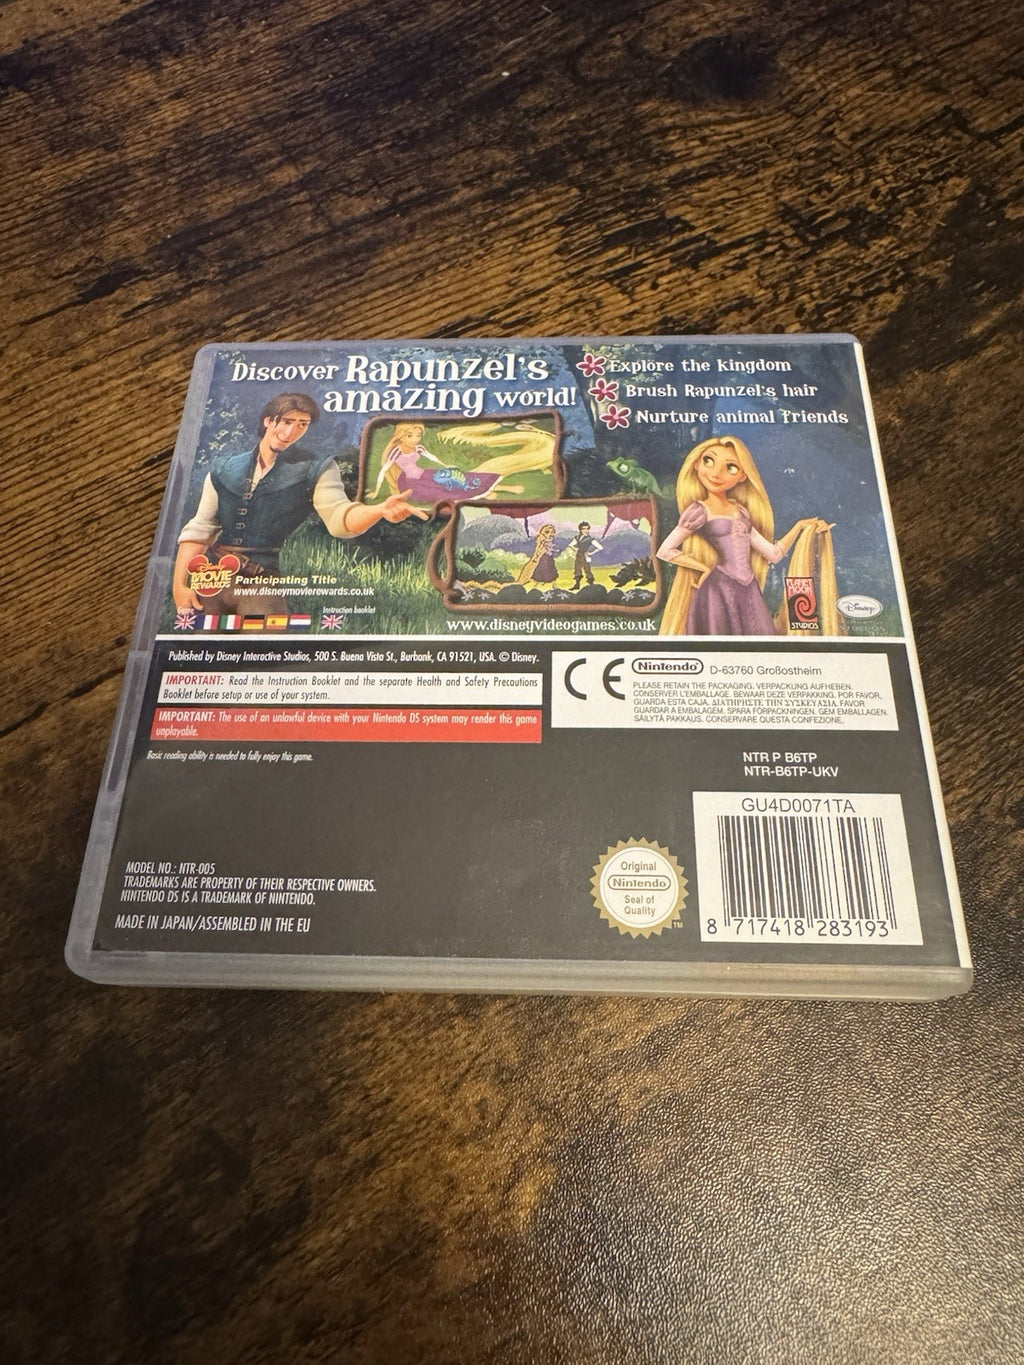 Discover Rapunzel's
amazing world!
Explore the kingdom
Brush Rapunzel's hair
Nurture animal friends
Disney
MOVIE
REWARDS
Participating Title
www.disneymovierewards.co.uk
Instruction booklet
www.disneyvideogames.co.uk
PLANET
MOON
STUDIOS
Disney
Published by Disney Interactive Studios, 500 S. Buena Vista St., Burbank, CA 91521, USA. © Disney.
IMPORTANT: Read the Instruction Booklet and the separate Health and Safety Precautions
Booklet before setup or use of your system.
IMPORTANT: The use of an unlawful device with your Nintendo DS system may render this game
unplayable.
Basic reading ability is needed to fully enjoy this game.
CE
Nintendo
D-63760 Großostheim
PLEASE RETAIN THE PACKAGING. VERPACKUNG AUFHEBEN.
CONSERVER L'EMBALLAGE. BEWAAR DEZE VERPAKKING. POR FAVOR,
GUARDA ESTA CAJA. ΔΙΑΤΗΡΗΣΤΕ ΤΗΝ ΣΥΣΚΕΥΑΣΙΑ. FAVOR
GUARDAR A EMBALAGEM. SPARA FÖRPACKNINGEN. GEM EMBALLAGEN.
SÄILYTÄ PAKKAUS. CONSERVARE QUESTA CONFEZIONE.
NTR P B6TP
NTR-B6TP-UKV
GU4D0071TA
8 717418 283193
Original
Nintendo
Seal of
Quality
TM
MODEL NO.: NTR-005
TRADEMARKS ARE PROPERTY OF THEIR RESPECTIVE OWNERS.
NINTENDO DS IS A TRADEMARK OF NINTENDO.
MADE IN JAPAN/ASSEMBLED IN THE EU